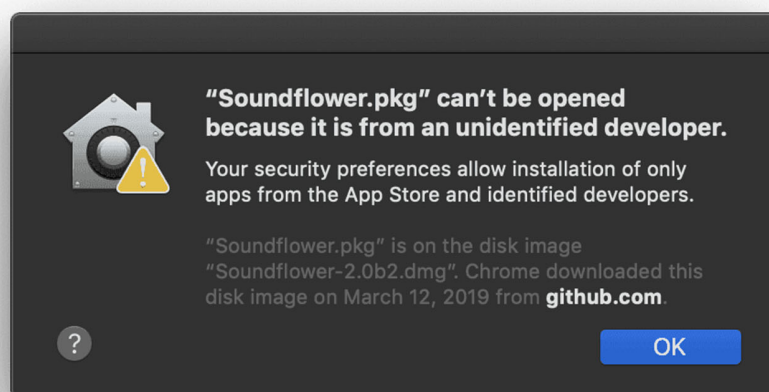 “Soundflower.pkg” can’t be opened
because it is from an unidentified developer.
Your security preferences allow installation of only
apps from the App Store and identified developers.
“Soundflower.pkg” is on the disk image
“Soundflower-2.0b2.dmg”. Chrome downloaded this
disk image on March 12, 2019 from github.com.
?
OK